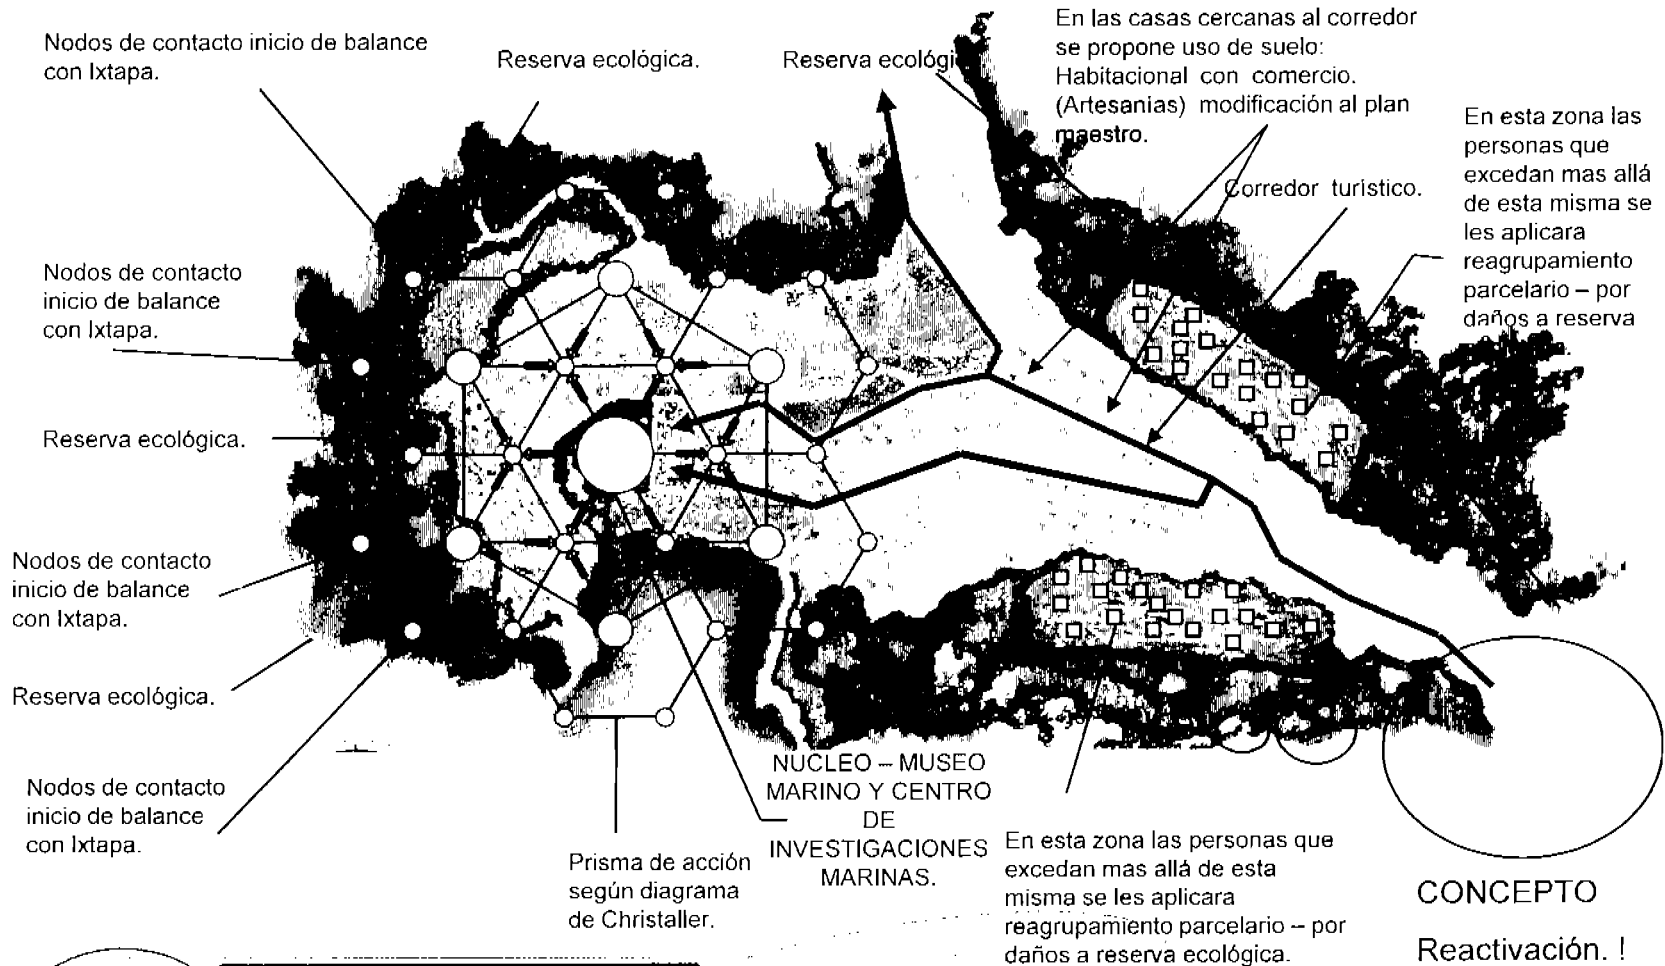 Nodos de contacto inicio de balance
con Ixtapa.
Reserva ecológica.
Reserva ecológi
En las casas cercanas al corredor
se propone uso de suelo:
Habitacional con comercio.
(Artesanias) modificación al plan
maestro.
En esta zona las
personas que
excedan mas allá
de esta misma se
les aplicara
reagrupamiento
parcelario – por
daños a reserva
Corredor turístico.
Nodos de contacto
inicio de balance
con Ixtapa.
Reserva ecológica.
Nodos de contacto
inicio de balance
con Ixtapa.
Reserva ecológica.
Nodos de contacto
inicio de balance
con Ixtapa.
Prisma de acción
según diagrama
de Christaller.
NUCLEO – MUSEO
MARINO Y CENTRO
DE
INVESTIGACIONES
MARINAS.
En esta zona las personas que
excedan mas allá de esta
misma se les aplicara
reagrupamiento parcelario – por
daños a reserva ecológica.
CONCEPTO
Reactivación. !